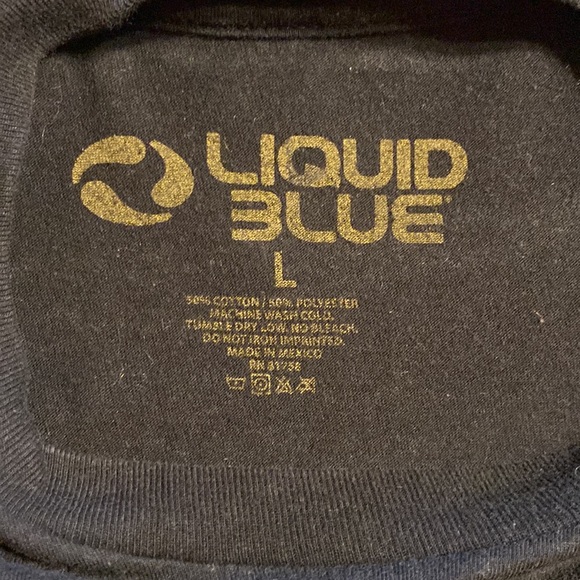 LIQUID
BLUE®
L
50% COTTON / 50% POLYESTER
MACHINE WASH COLD.
TUMBLE DRY LOW. NO BLEACH.
DO NOT IRON IMPRINTED.
MADE IN MEXICO
RN 81758